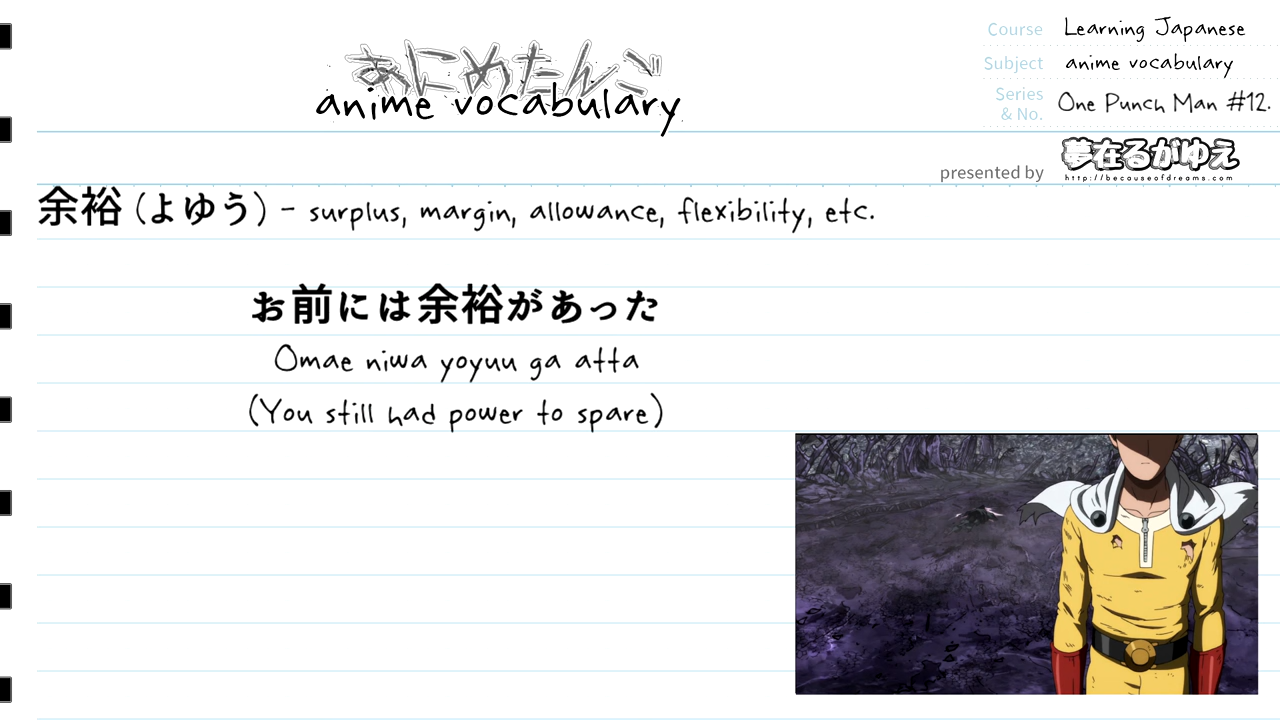 あにめたんご
anime vocabulary
Course Learning Japanese
Subject anime vocabulary
Series & No. One Punch Man #12.
presented by 夢在るがゆえ
http://becauseofdreams.com
余裕 (よゆう) - surplus, margin, allowance, flexibility, etc.
お前には余裕があった
Omae niwa yoyuu ga atta
(You still had power to spare)